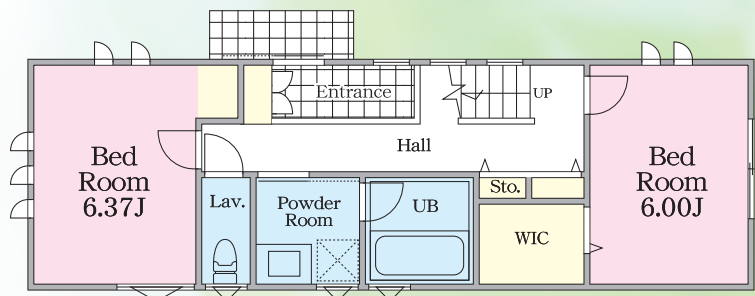 Entrance
UP
Hall
Bed
Room
6.37J
Lav.
Powder
Room
UB
Sto.
WIC
Bed
Room
6.00J